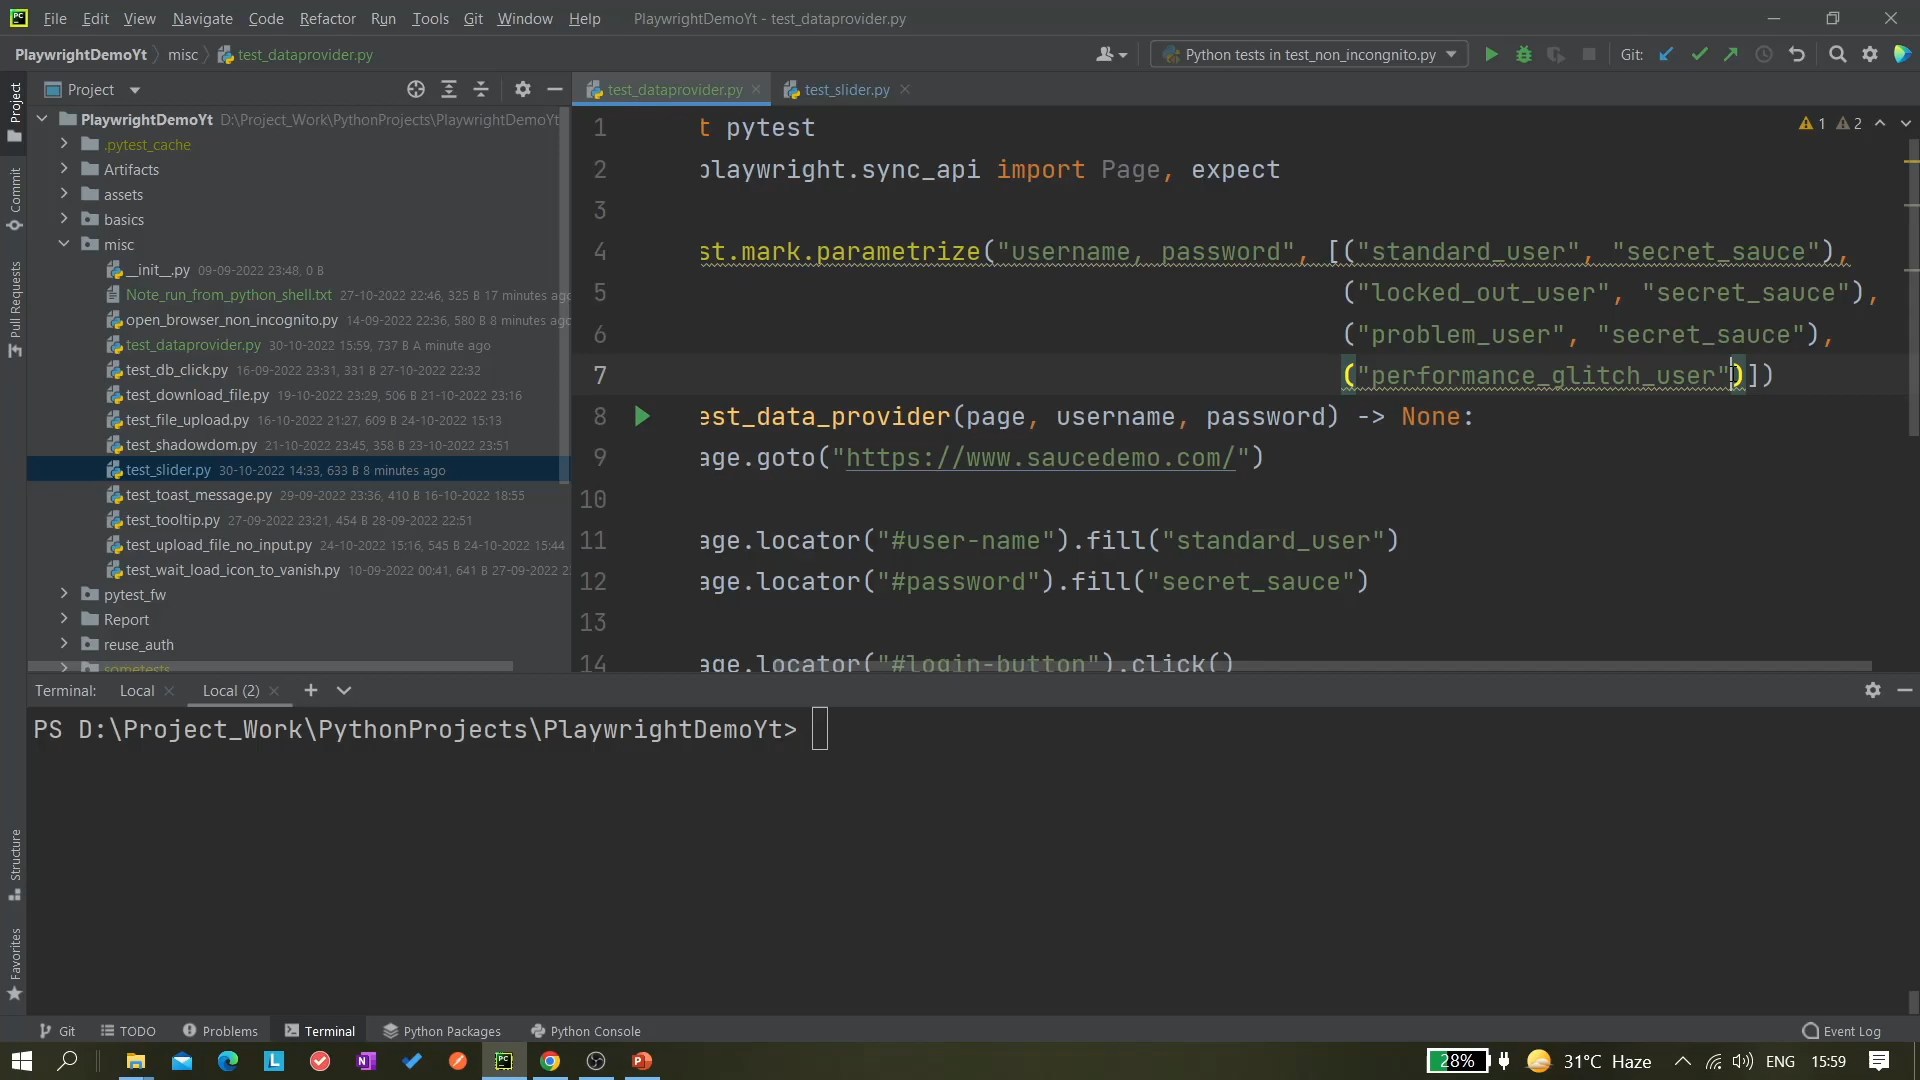 File Edit View Navigate Code Refactor Run Tools Git Window Help PlaywrightDemoYt - test_dataprovider.py
PlaywrightDemoYt misc test_dataprovider.py Python tests in test_non_incongnito.py Git:
Project
test_dataprovider.py test_slider.py
PlaywrightDemoYt D:\Project_Work\PythonProjects\PlaywrightDemoYt
.pytest_cache
Artifacts
assets
basics
misc
__init__.py 09-09-2022 23:48, 0 B
Note_run_from_python_shell.txt 27-10-2022 22:46, 325 B 17 minutes ago
open_browser_non_incognito.py 14-09-2022 22:36, 580 B 8 minutes ago
test_dataprovider.py 30-10-2022 15:59, 737 B A minute ago
test_db_click.py 16-09-2022 23:31, 331 B 27-10-2022 22:32
test_download_file.py 19-10-2022 23:29, 506 B 21-10-2022 23:16
test_file_upload.py 16-10-2022 21:27, 609 B 24-10-2022 15:13
test_shadowdom.py 21-10-2022 23:45, 358 B 23-10-2022 23:51
test_slider.py 30-10-2022 14:33, 633 B 8 minutes ago
test_toast_message.py 29-09-2022 23:36, 410 B 16-10-2022 18:55
test_tooltip.py 27-09-2022 23:21, 454 B 28-09-2022 22:51
test_upload_file_no_input.py 24-10-2022 15:16, 545 B 24-10-2022 15:44
test_wait_load_icon_to_vanish.py 10-09-2022 00:41, 641 B 27-09-2022 2
pytest_fw
Report
reuse_auth
sometests
1 t pytest
1 2
2 playwright.sync_api import Page, expect
3
4 st.mark.parametrize("username, password", [("standard_user", "secret_sauce"),
5 ("locked_out_user", "secret_sauce"),
6 ("problem_user", "secret_sauce"),
7 ("performance_glitch_user")])
8 est_data_provider(page, username, password) -> None:
9 age.goto("https://www.saucedemo.com/")
10
11 age.locator("#user-name").fill("standard_user")
12 age.locator("#password").fill("secret_sauce")
13
14 age.locator("#login-button").click()
Project
Commit
Pull Requests
Structure
Favorites
Terminal: Local Local (2)
PS D:\Project_Work\PythonProjects\PlaywrightDemoYt>
Git TODO Problems Terminal Python Packages Python Console Event Log
28% 31°C Haze ENG 15:59